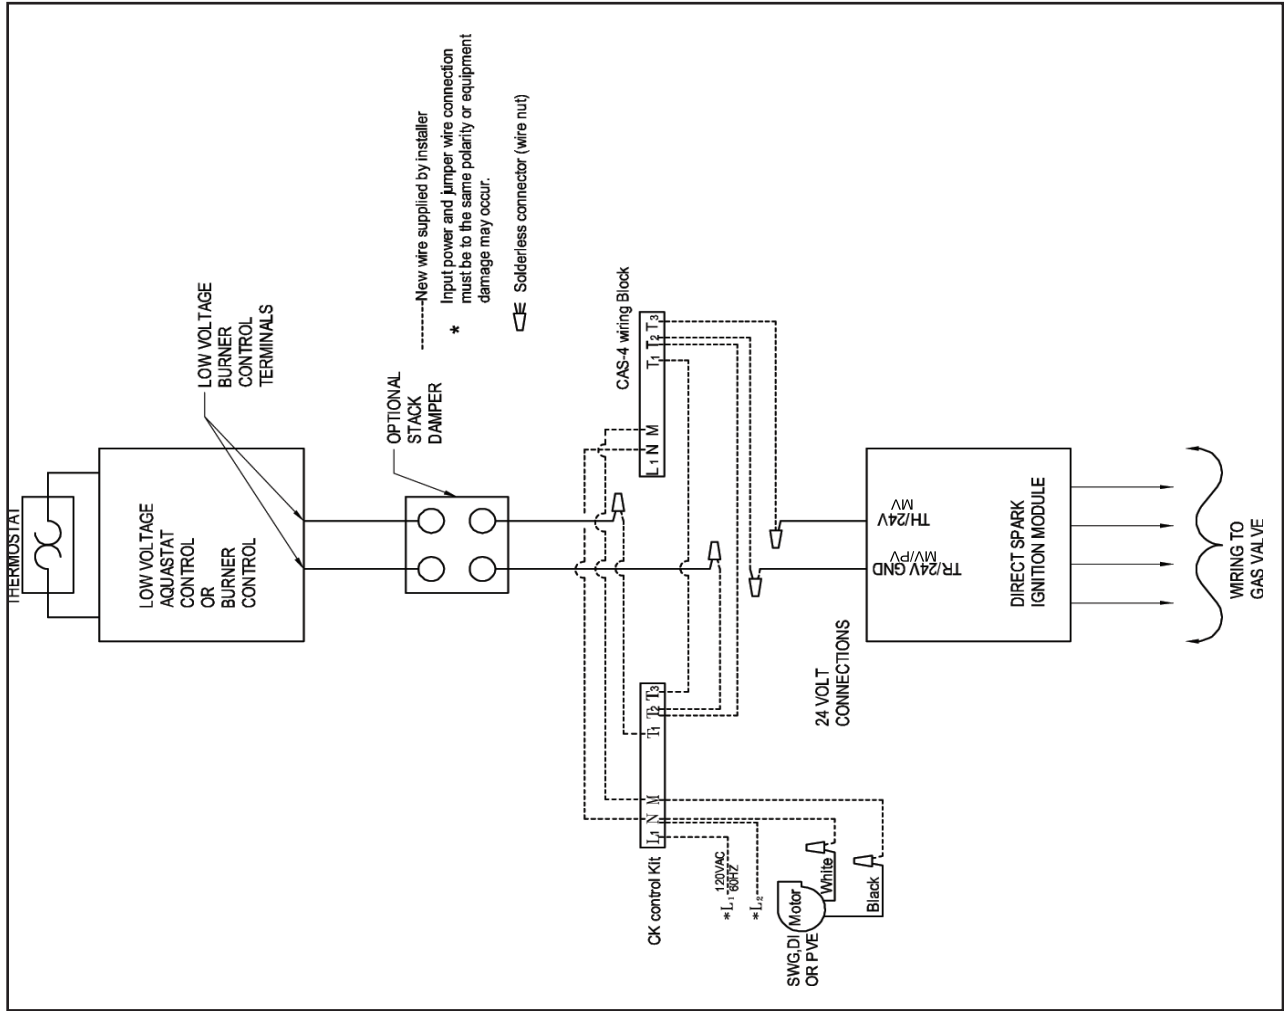 THERMOSTAT
LOW VOLTAGE
AQUASTAT
CONTROL
OR
BURNER
CONTROL
LOW VOLTAGE
BURNER
CONTROL
TERMINALS
OPTIONAL
STACK
DAMPER
New wire supplied by installer
* Input power and jumper wire connection
must be to the same polarity or equipment
damage may occur.
Solderless connector (wire nut)
CAS-4 wiring Block
L1 N M T1 T2 T3
CK control Kit
L1 N M T1 T2 T3
*L1 120VAC
60HZ
*L2
SWG,DI
OR PVE
Motor
White
Black
24 VOLT
CONNECTIONS
TR/24V GND
MV/PV
TH/24V
MV
DIRECT SPARK
IGNITION MODULE
WIRING TO
GAS VALVE